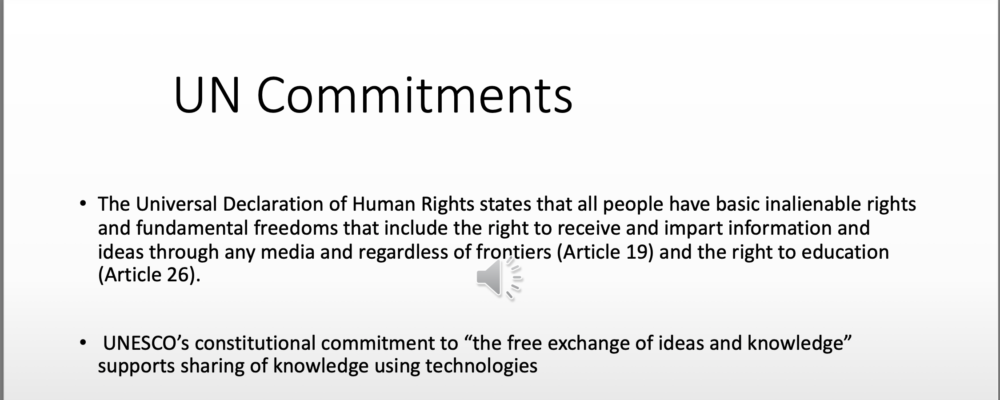 UN Commitments
• The Universal Declaration of Human Rights states that all people have basic inalienable rights
and fundamental freedoms that include the right to receive and impart information and
ideas through any media and regardless of frontiers (Article 19) and the right to education
(Article 26).
• UNESCO’s constitutional commitment to “the free exchange of ideas and knowledge”
supports sharing of knowledge using technologies